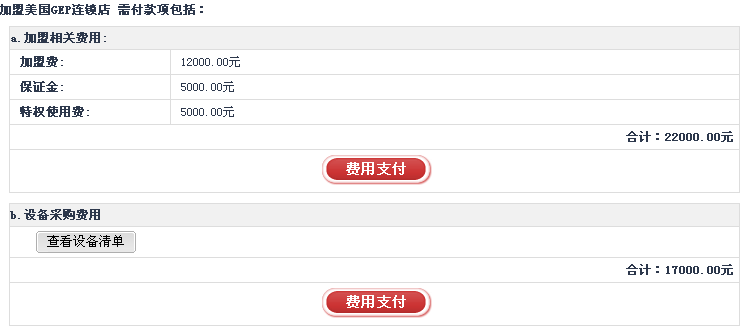 加盟美国GEP连锁店 需付款项包括：
a.加盟相关费用:
加盟费: 12000.00元
保证金: 5000.00元
特权使用费: 5000.00元
合计：22000.00元
费用支付
b.设备采购费用
查看设备清单
合计：17000.00元
费用支付